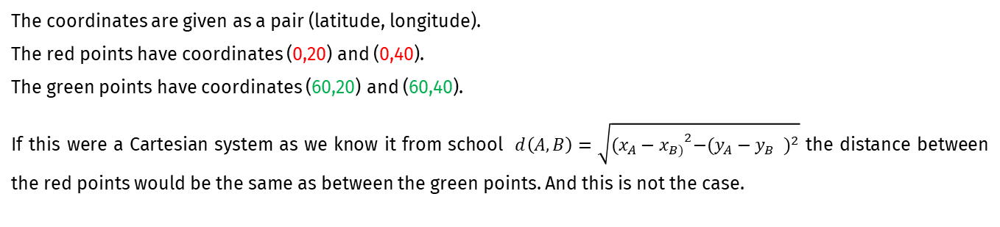 The coordinates are given as a pair (latitude, longitude).
The red points have coordinates (0,20) and (0,40).
The green points have coordinates (60,20) and (60,40).
If this were a Cartesian system as we know it from school d(A,B) = √((x_A − x_B)²−(y_A − y_B )² the distance between
the red points would be the same as between the green points. And this is not the case.